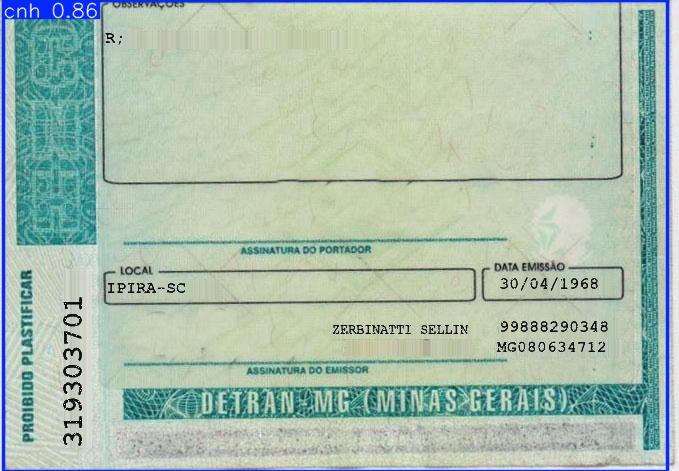 cnh 0.86
OBSERVAÇÕES
R;
ASSINATURA DO PORTADOR
LOCAL
IPIRA-SC
DATA EMISSÃO
30/04/1968
ZERBINATTI SELLIN
99888290348
MG080634712
ASSINATURA DO EMISSOR
DETRAN-MG (MINAS GERAIS)
PROIBIDO PLASTIFICAR
319303701